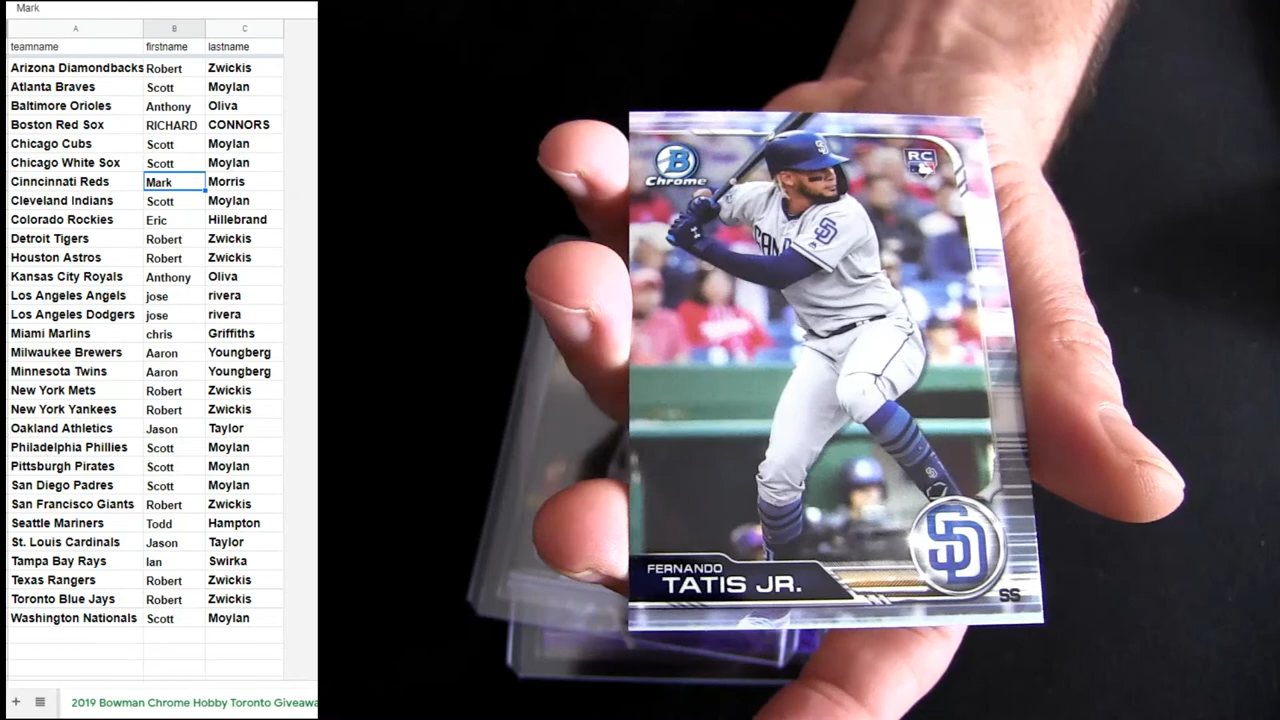 Mark
A B C
teamname firstname lastname
Arizona Diamondbacks Robert Zwickis
Atlanta Braves Scott Moylan
Baltimore Orioles Anthony Oliva
Boston Red Sox RICHARD CONNORS
Chicago Cubs Scott Moylan
Chicago White Sox Scott Moylan
Cinncinnati Reds Mark Morris
Cleveland Indians Scott Moylan
Colorado Rockies Eric Hillebrand
Detroit Tigers Robert Zwickis
Houston Astros Robert Zwickis
Kansas City Royals Anthony Oliva
Los Angeles Angels jose rivera
Los Angeles Dodgers jose rivera
Miami Marlins chris Griffiths
Milwaukee Brewers Aaron Youngberg
Minnesota Twins Aaron Youngberg
New York Mets Robert Zwickis
New York Yankees Robert Zwickis
Oakland Athletics Jason Taylor
Philadelphia Phillies Scott Moylan
Pittsburgh Pirates Scott Moylan
San Diego Padres Scott Moylan
San Francisco Giants Robert Zwickis
Seattle Mariners Todd Hampton
St. Louis Cardinals Jason Taylor
Tampa Bay Rays Ian Swirka
Texas Rangers Robert Zwickis
Toronto Blue Jays Robert Zwickis
Washington Nationals Scott Moylan
2019 Bowman Chrome Hobby Toronto Giveawa
B
Chrome
RC
SD
SAN
FERNANDO
TATIS JR.
SD
SS